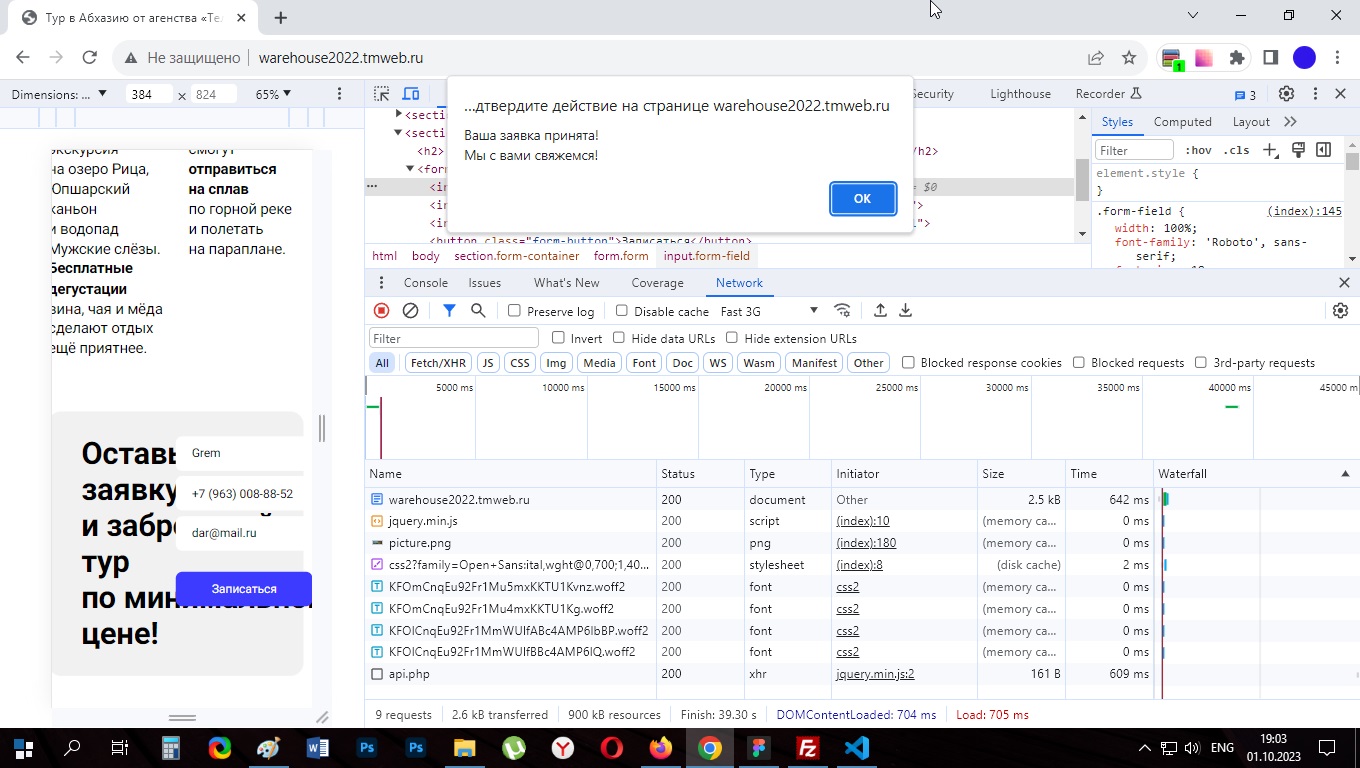 Тур в Абхазию от агенства «Тел
Не защищено
warehouse2022.tmweb.ru
1
Dimensions: ...
384 × 824 65%
Security
Lighthouse
Recorder
3
...дтвердите действие на странице warehouse2022.tmweb.ru
Ваша заявка принята!
Мы с вами свяжемся!
OK
<secti
<secti
<h2>
</h2>
<form
<in
= $0
<in
">
<in
l">
<button class="form-button">Записаться</button>
html body section.form-container form.form input.form-field
Styles Computed Layout
Filter :hov .cls
element.style {
}
.form-field { (index):145
width: 100%;
font-family: 'Roboto', sans-
serif;
экскурсия
на озеро Рица,
Юпшарский
каньон
и водопад
Мужские слёзы.
Бесплатные
дегустации
вина, чая и мёда
сделают отдых
ещё приятнее.
смогут
отправиться
на сплав
по горной реке
и полетать
на параплане.
Оставь
заявку
и забро
тур
по минимальной
цене!
Grem
+7 (963) 008-88-52
dar@mail.ru
Записаться
Console Issues What's New Coverage Network
Preserve log Disable cache Fast 3G
Filter Invert Hide data URLs Hide extension URLs
All Fetch/XHR JS CSS Img Media Font Doc WS Wasm Manifest Other Blocked response cookies Blocked requests 3rd-party requests
5000 ms 10000 ms 15000 ms 20000 ms 25000 ms 30000 ms 35000 ms 40000 ms 45000 m
Name Status Type Initiator Size Time Waterfall
warehouse2022.tmweb.ru 200 document Other 2.5 kB 642 ms
jquery.min.js 200 script (index):10 (memory ca... 0 ms
picture.png 200 png (index):180 (memory ca... 0 ms
css2?family=Open+Sans:ital,wght@0,700;1,40... 200 stylesheet (index):8 (disk cache) 2 ms
KFOmCnqEu92Fr1Mu5mxKKTU1Kvnz.woff2 200 font css2 (memory ca... 0 ms
KFOmCnqEu92Fr1Mu4mxKKTU1Kg.woff2 200 font css2 (memory ca... 0 ms
KFOlCnqEu92Fr1MmWUlfABc4AMP6lbBP.woff2 200 font css2 (memory ca... 0 ms
KFOlCnqEu92Fr1MmWUlfBBc4AMP6lQ.woff2 200 font css2 (memory ca... 0 ms
api.php 200 xhr jquery.min.js:2 161 B 609 ms
9 requests 2.6 kB transferred 900 kB resources Finish: 39.30 s DOMContentLoaded: 704 ms Load: 705 ms
ENG
19:03
01.10.2023